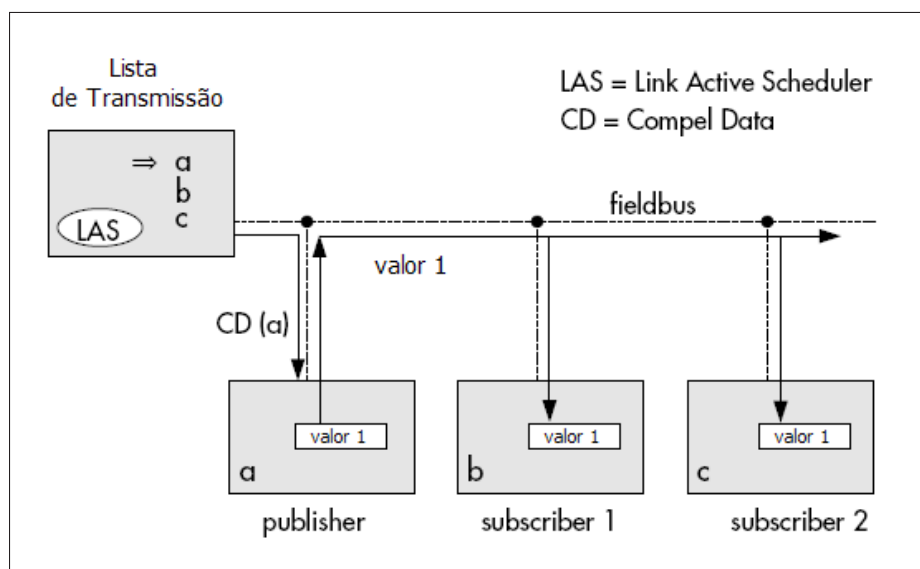 Lista
de Transmissão
LAS = Link Active Scheduler
CD = Compel Data
⇒ a
b
c
LAS
fieldbus
valor 1
CD (a)
valor 1
valor 1
valor 1
a
b
c
publisher
subscriber 1
subscriber 2